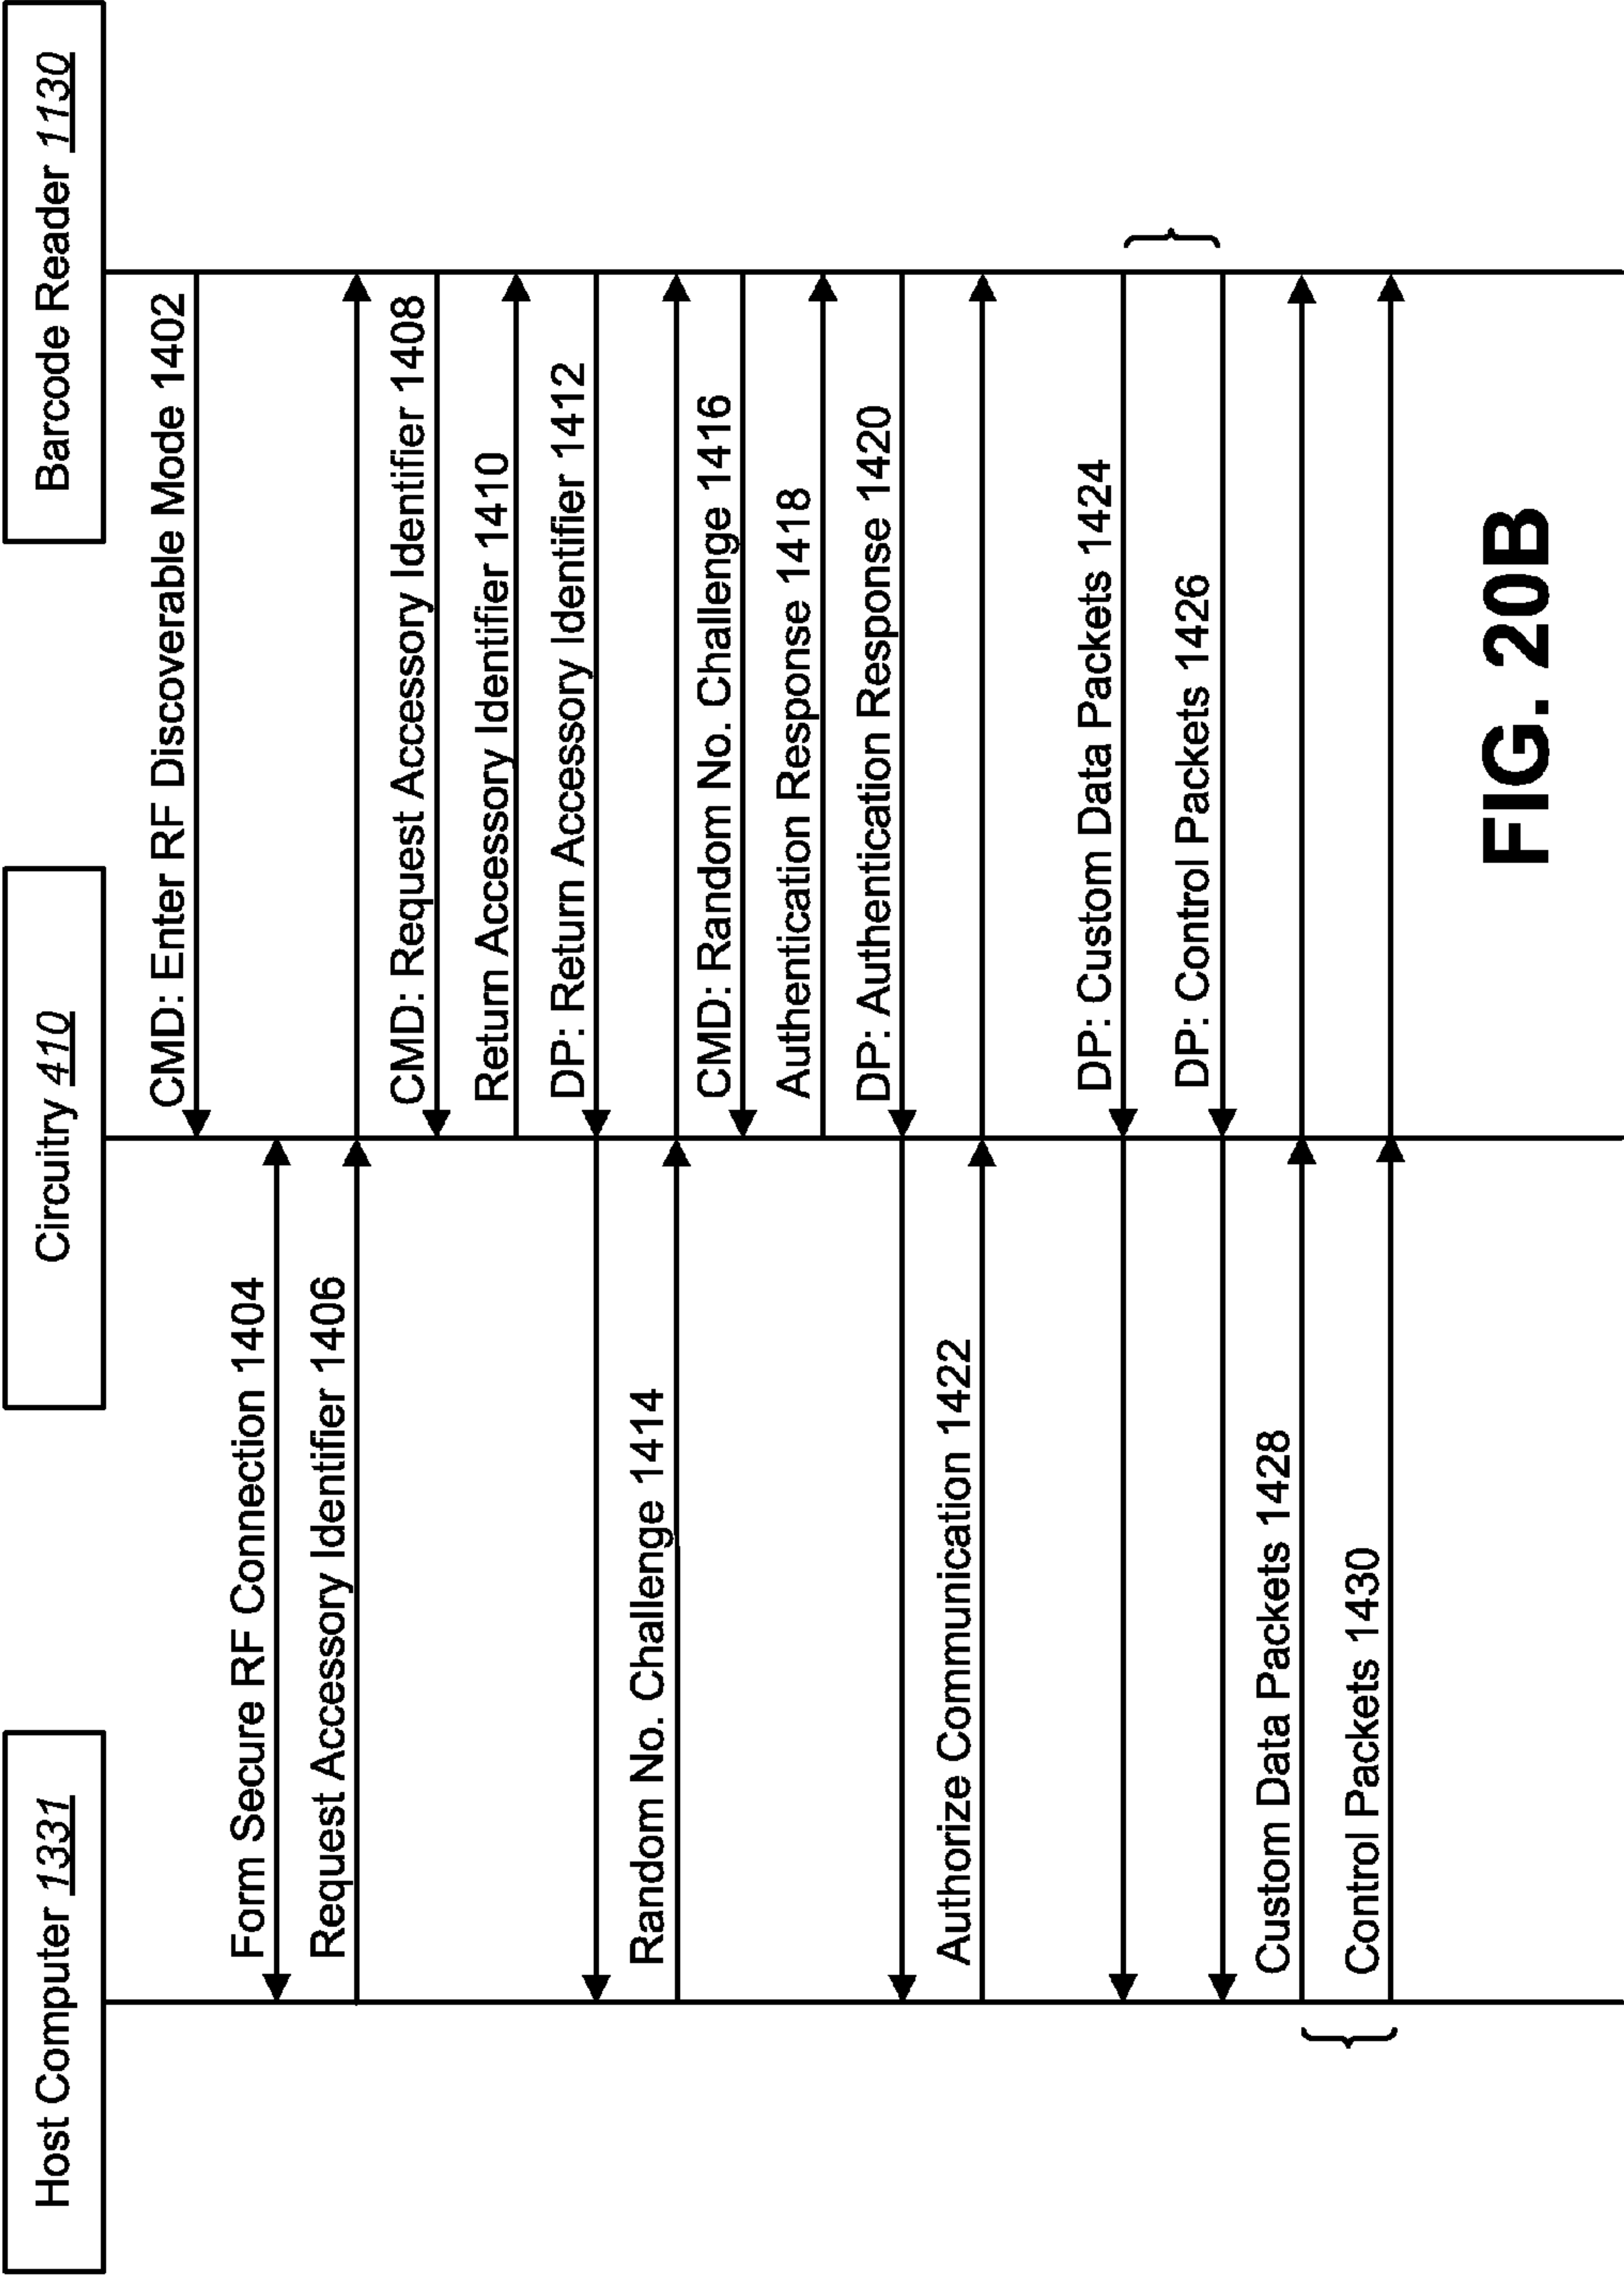 Host Computer 1331
Circuitry 410
Barcode Reader 1130
CMD: Enter RF Discoverable Mode 1402
Form Secure RF Connection 1404
Request Accessory Identifier 1406
CMD: Request Accessory Identifier 1408
Return Accessory Identifier 1410
DP: Return Accessory Identifier 1412
Random No. Challenge 1414
CMD: Random No. Challenge 1416
Authentication Response 1418
DP: Authentication Response 1420
Authorize Communication 1422
DP: Custom Data Packets 1424
DP: Control Packets 1426
Custom Data Packets 1428
Control Packets 1430
FIG. 20B